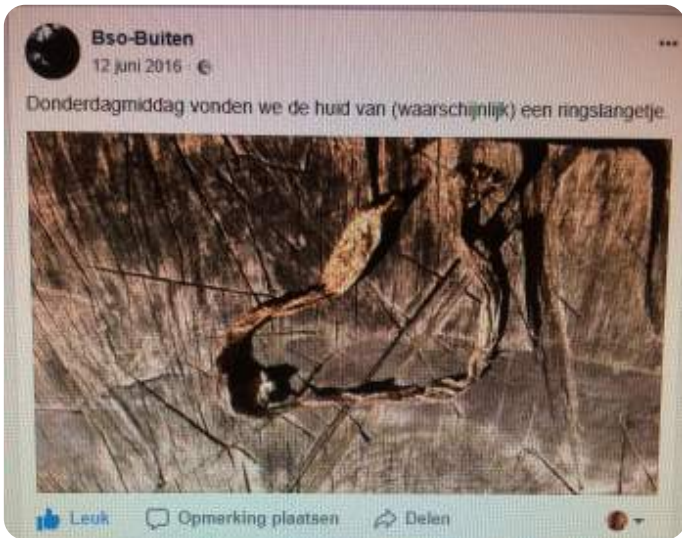 Bso-Buiten
12 juni 2016
Donderdagmiddag vonden we de huid van (waarschijnlijk) een ringslangetje.
Leuk Opmerking plaatsen Delen